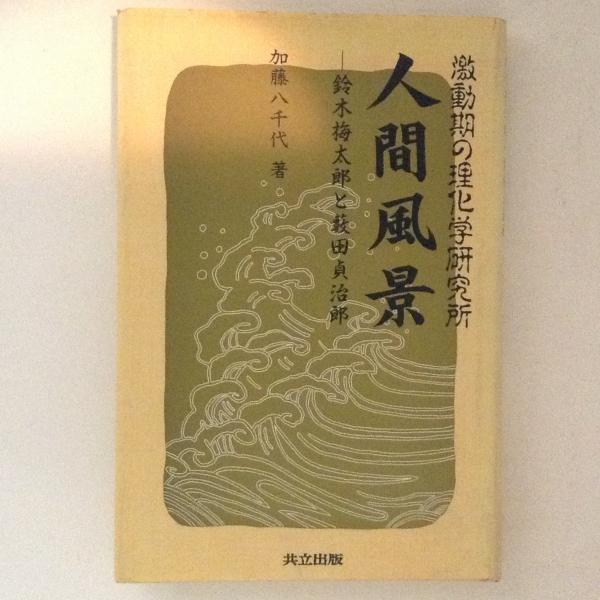 激動期の理化学研究所
人間風景
―鈴木梅太郎と薮田貞治郎
加藤八千代 著
共立出版